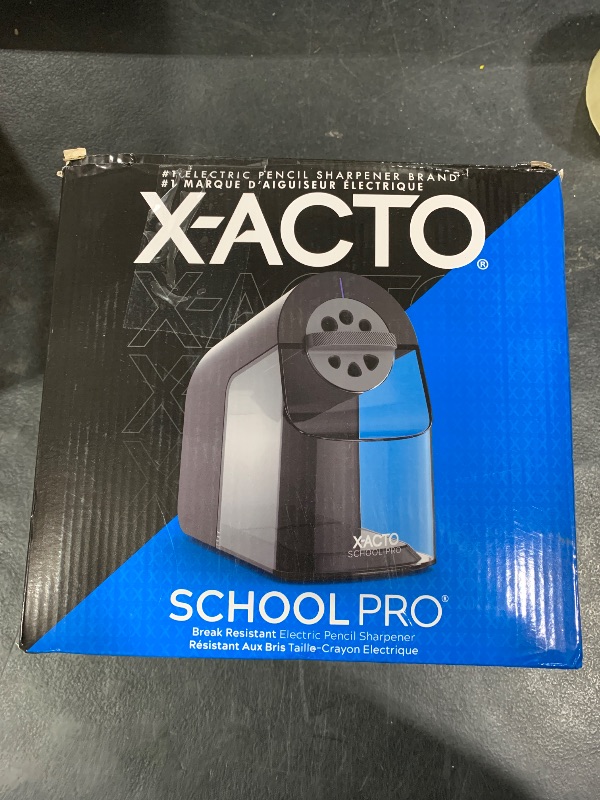 #1 ELECTRIC PENCIL SHARPENER BRAND
#1 MARQUE D'AIGUISEUR ÉLECTRIQUE
X-ACTO®
X-ACTO
X-ACTO
SCHOOL PRO
SCHOOL PRO®
Break Resistant Electric Pencil Sharpener
Résistant Aux Bris Taille-Crayon Electrique